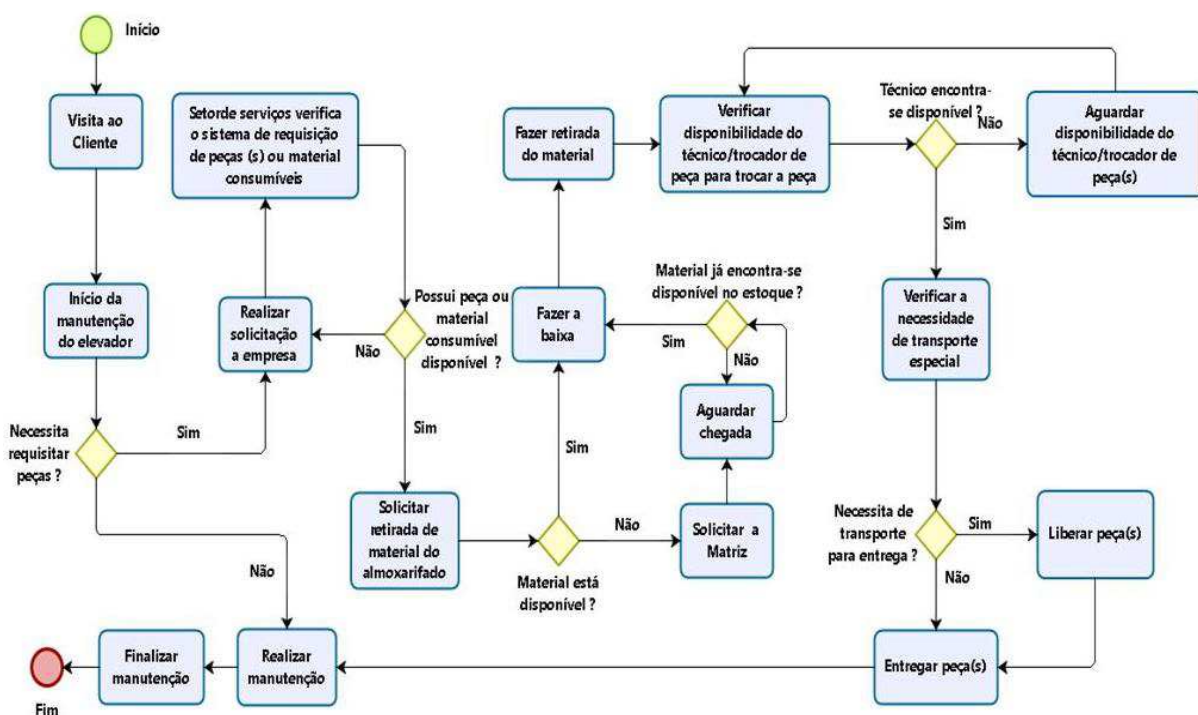 Início
Visita ao
Cliente
Início da
manutenção
do elevador
Necessita
requisitar
peças ?
Sim
Não
Setorde serviços verifica
o sistema de requisição
de peças (s) ou material
consumíveis
Realizar
solicitação
a empresa
Não
Possui peça ou
material
consumível
disponível ?
Sim
Solicitar
retirada de
material do
almoxarifado
Material está
disponível ?
Sim
Não
Solicitar a
Matriz
Aguardar
chegada
Material já encontra-se
disponível no estoque ?
Sim
Não
Fazer a
baixa
Fazer retirada
do material
Verificar
disponibilidade do
técnico/trocador de
peça para trocar a peça
Técnico encontra-
se disponível ?
Não
Aguardar
disponibilidade do
técnico/trocador de
peça(s)
Sim
Verificar a
necessidade
de transporte
especial
Necessita de
transporte
para entrega ?
Sim
Liberar peça(s)
Não
Entregar peça(s)
Realizar
manutenção
Finalizar
manutenção
Fim